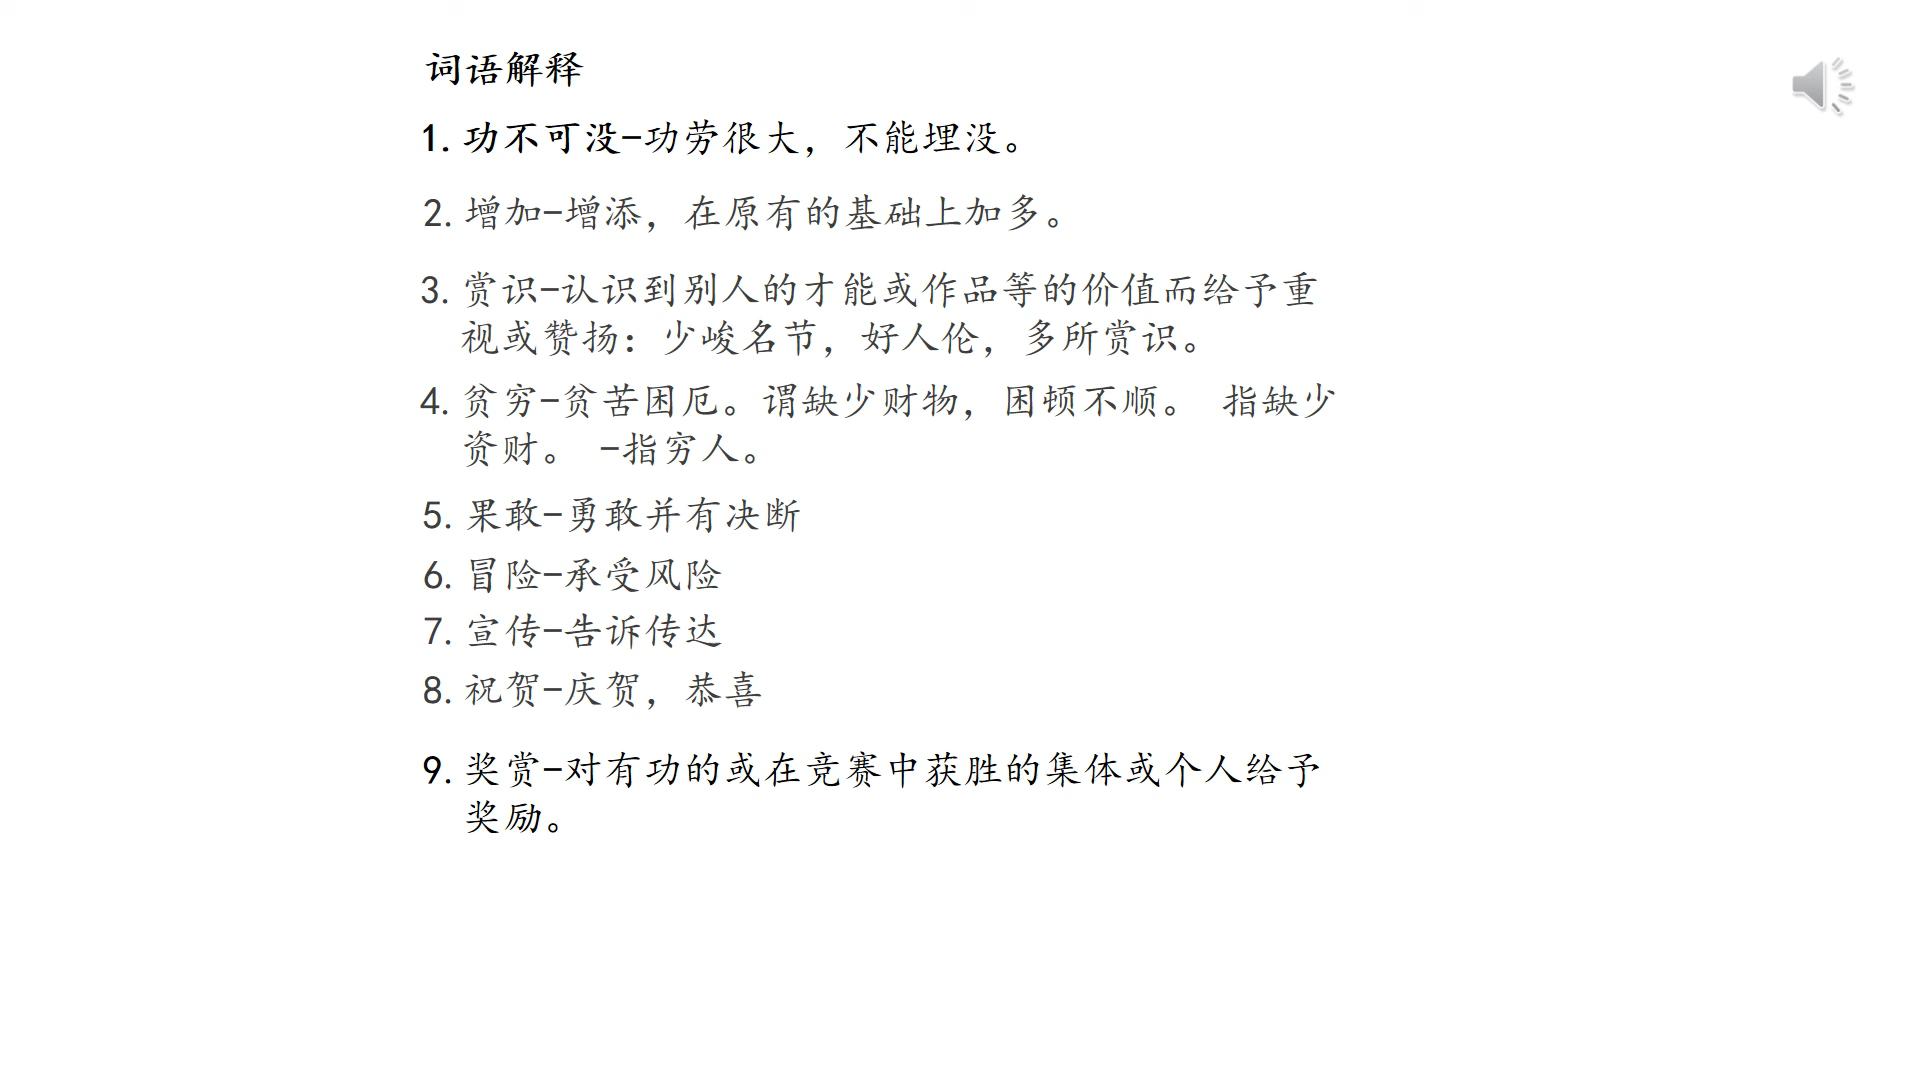 词语解释
1. 功不可没-功劳很大，不能埋没。
2. 增加-增添，在原有的基础上加多。
3. 赏识-认识到别人的才能或作品等的价值而给予重
视或赞扬：少峻名节，好人伦，多所赏识。
4. 贫穷-贫苦困厄。谓缺少财物，困顿不顺。 指缺少
资财。 -指穷人。
5. 果敢-勇敢并有决断
6. 冒险-承受风险
7. 宣传-告诉传达
8. 祝贺-庆贺，恭喜
9. 奖赏-对有功的或在竞赛中获胜的集体或个人给予
奖励。